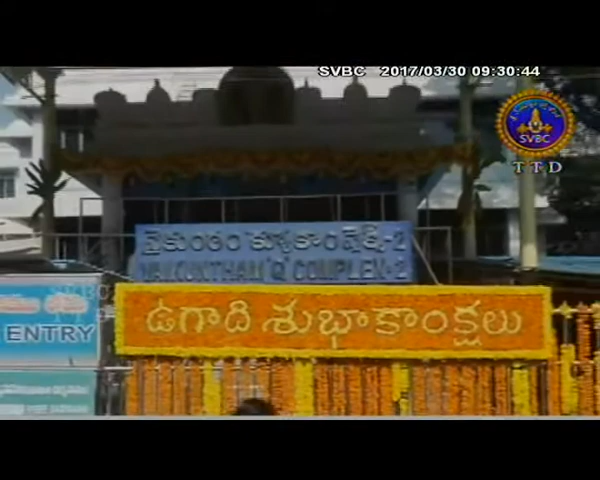 SVBC 2017/03/30 09:30:44
SVBC
TTD
వైకుంఠం 'క్యూ' కాంప్లెక్స్-2
VAIKUNTHAM 'Q' COMPLEX-2
ENTRY
ఉగాది శుభాకాంక్షలు